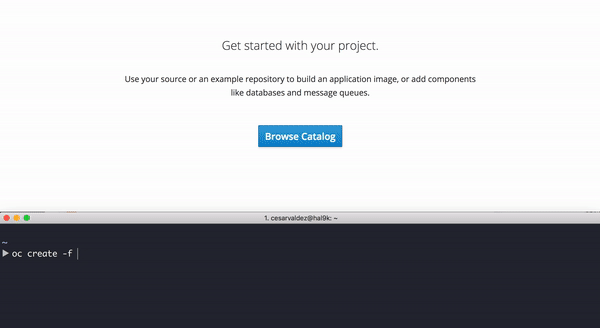 Get started with your project.
Use your source or an example repository to build an application image, or add components
like databases and message queues.
Browse Catalog
1. cesarvaldez@hal9k: ~
~
oc create -f